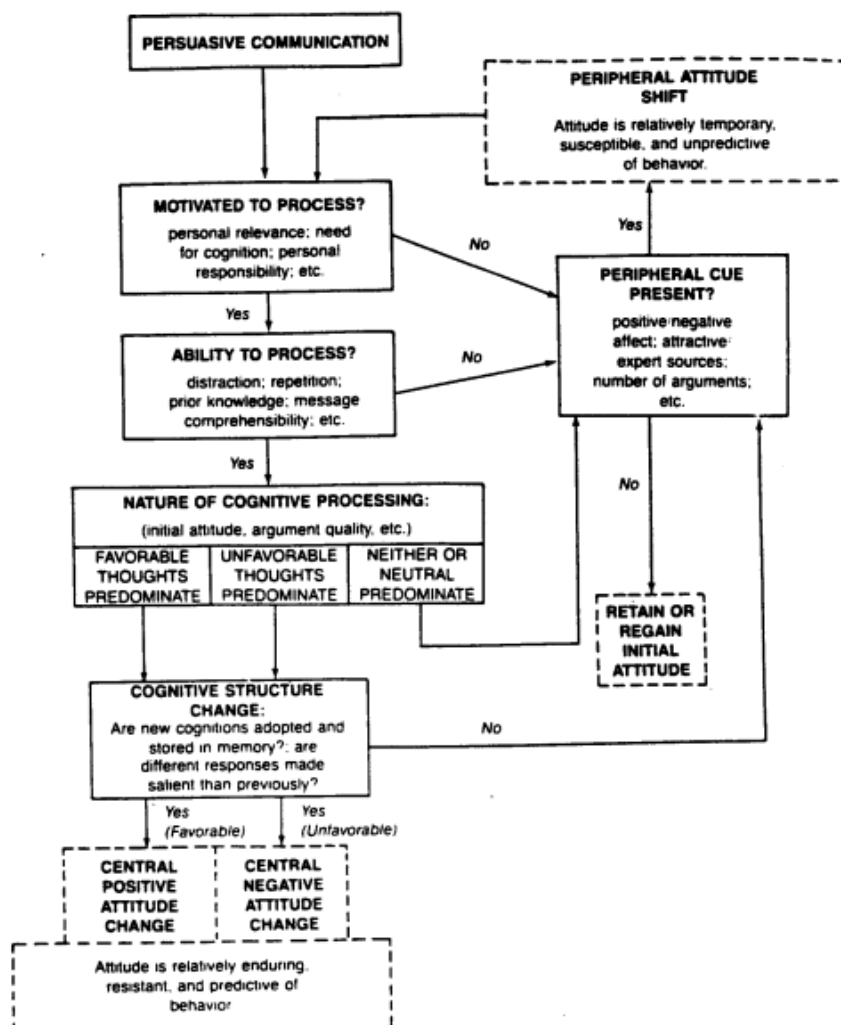 PERSUASIVE COMMUNICATION
PERIPHERAL ATTITUDE
SHIFT
Attitude is relatively temporary,
susceptible, and unpredictive
of behavior.
MOTIVATED TO PROCESS?
personal relevance; need
for cognition; personal
responsibility; etc.
No
Yes
PERIPHERAL CUE
PRESENT?
positive/negative
affect; attractive/
expert sources;
number of arguments;
etc.
Yes
ABILITY TO PROCESS?
distraction; repetition;
prior knowledge; message
comprehensibility; etc.
No
Yes
No
NATURE OF COGNITIVE PROCESSING:
(initial attitude, argument quality, etc.)
FAVORABLE
THOUGHTS
PREDOMINATE
UNFAVORABLE
THOUGHTS
PREDOMINATE
NEITHER OR
NEUTRAL
PREDOMINATE
RETAIN OR
REGAIN
INITIAL
ATTITUDE
COGNITIVE STRUCTURE
CHANGE:
Are new cognitions adopted and
stored in memory?; are
different responses made
salient than previously?
No
Yes
(Favorable)
Yes
(Unfavorable)
CENTRAL
POSITIVE
ATTITUDE
CHANGE
CENTRAL
NEGATIVE
ATTITUDE
CHANGE
Attitude is relatively enduring,
resistant, and predictive of
behavior